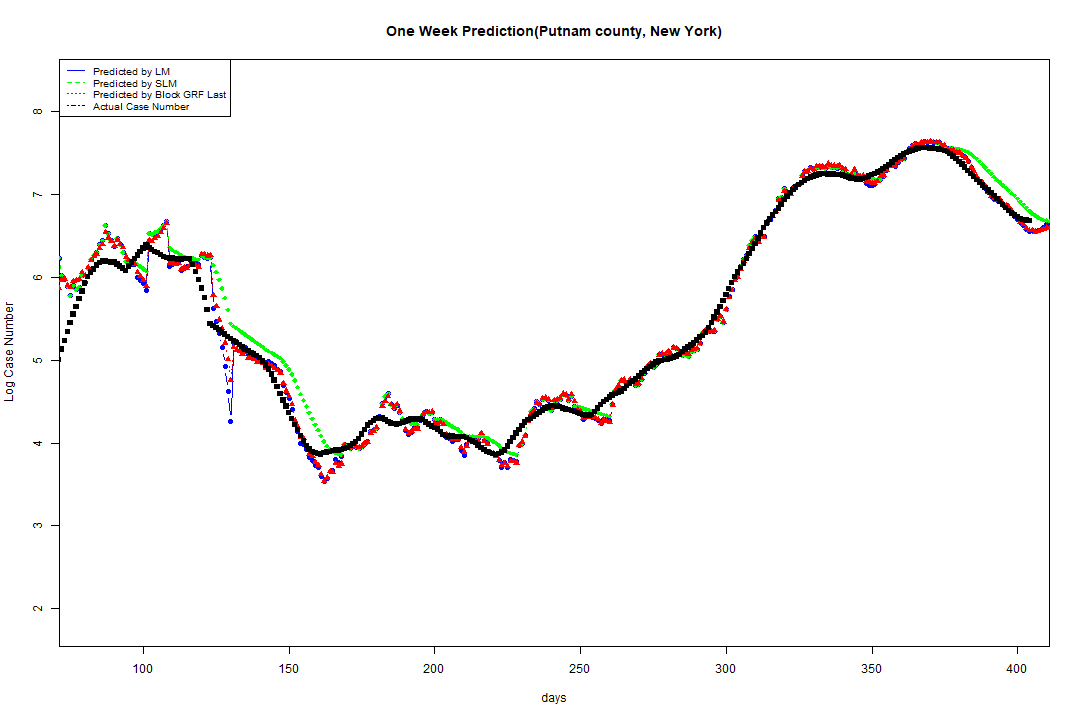 One Week Prediction(Putnam county, New York)
Predicted by LM
Predicted by SLM
Predicted by Block GRF Last
Actual Case Number
8
7
6
5
4
3
2
Log Case Number
100 150 200 250 300 350 400
days